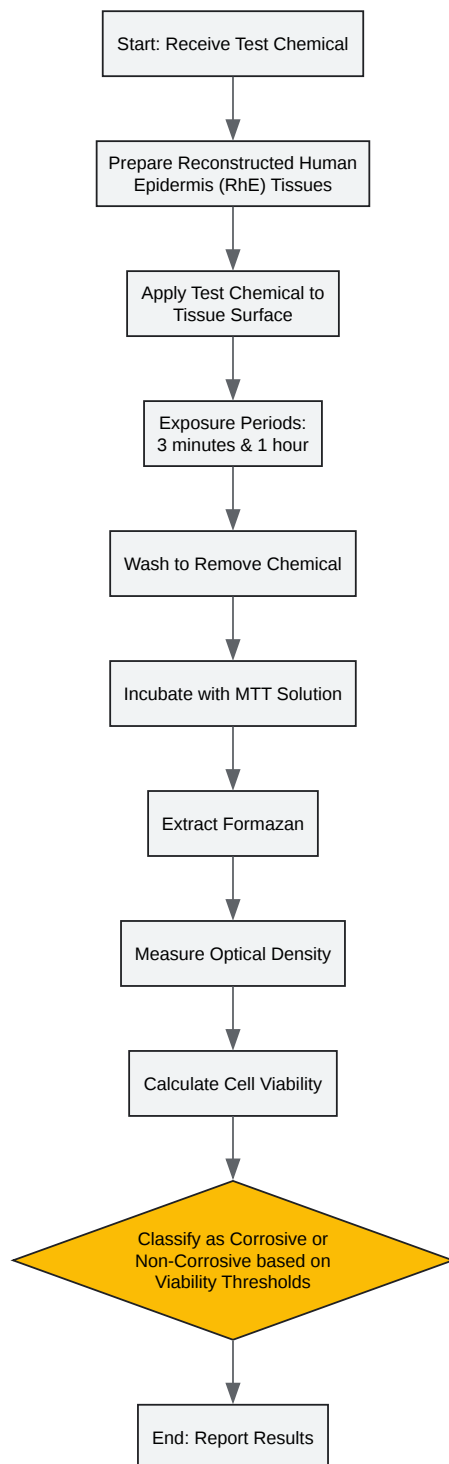 Start: Receive Test Chemical
Prepare Reconstructed Human
Epidermis (RhE) Tissues
Apply Test Chemical to
Tissue Surface
Exposure Periods:
3 minutes & 1 hour
Wash to Remove Chemical
Incubate with MTT Solution
Extract Formazan
Measure Optical Density
Calculate Cell Viability
Classify as Corrosive or
Non-Corrosive based on
Viability Thresholds
End: Report Results